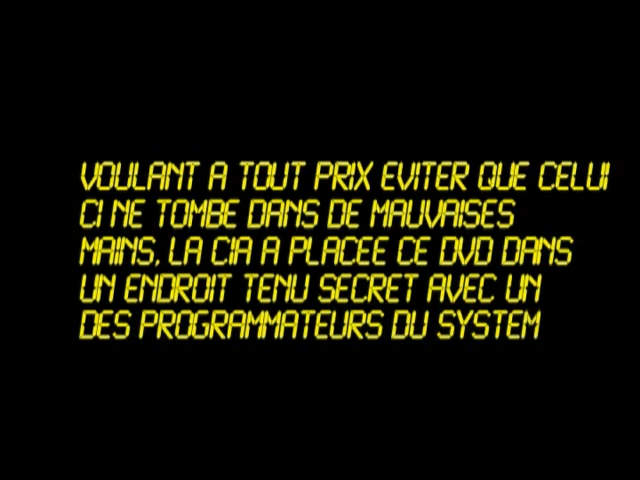 VOULANT A TOUT PRIX EVITER QUE CELUI
CI NE TOMBE DANS DE MAUVAISES
MAINS, LA CIA A PLACEE CE DVD DANS
UN ENDROIT TENU SECRET AVEC UN
DES PROGRAMMATEURS DU SYSTEM